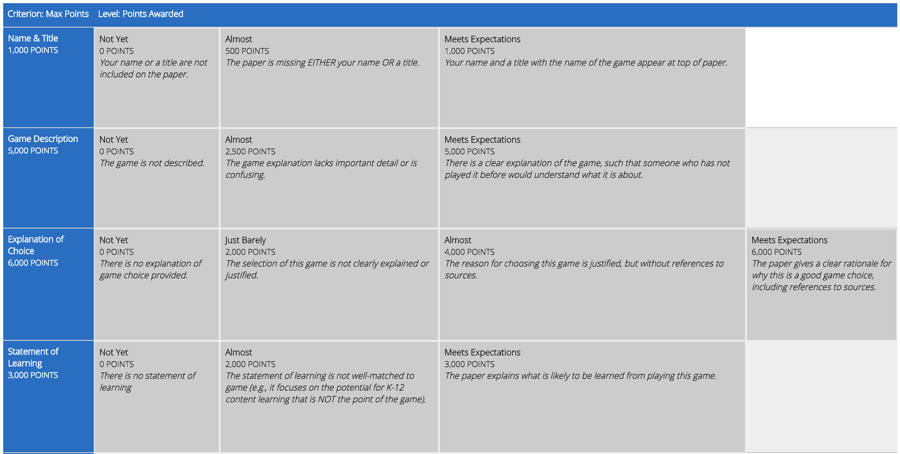 Criterion: Max Points Level: Points Awarded
Name & Title
1,000 POINTS
Not Yet
0 POINTS
Your name or a title are not
included on the paper.
Almost
500 POINTS
The paper is missing EITHER your name OR a title.
Meets Expectations
1,000 POINTS
Your name and a title with the name of the game appear at top of paper.
Game Description
5,000 POINTS
Not Yet
0 POINTS
The game is not described.
Almost
2,500 POINTS
The game explanation lacks important detail or is
confusing.
Meets Expectations
5,000 POINTS
There is a clear explanation of the game, such that someone who has not
played it before would understand what it is about.
Explanation of
Choice
6,000 POINTS
Not Yet
0 POINTS
There is no explanation of
game choice provided.
Just Barely
2,000 POINTS
The selection of this game is not clearly explained or
justified.
Almost
4,000 POINTS
The reason for choosing this game is justified, but without references to
sources.
Meets Expectations
6,000 POINTS
The paper gives a clear rationale for
why this is a good game choice,
including references to sources.
Statement of
Learning
3,000 POINTS
Not Yet
0 POINTS
There is no statement of
learning
Almost
2,000 POINTS
The statement of learning is not well-matched to
game (e.g., it focuses on the potential for K-12
content learning that is NOT the point of the game).
Meets Expectations
3,000 POINTS
The paper explains what is likely to be learned from playing this game.